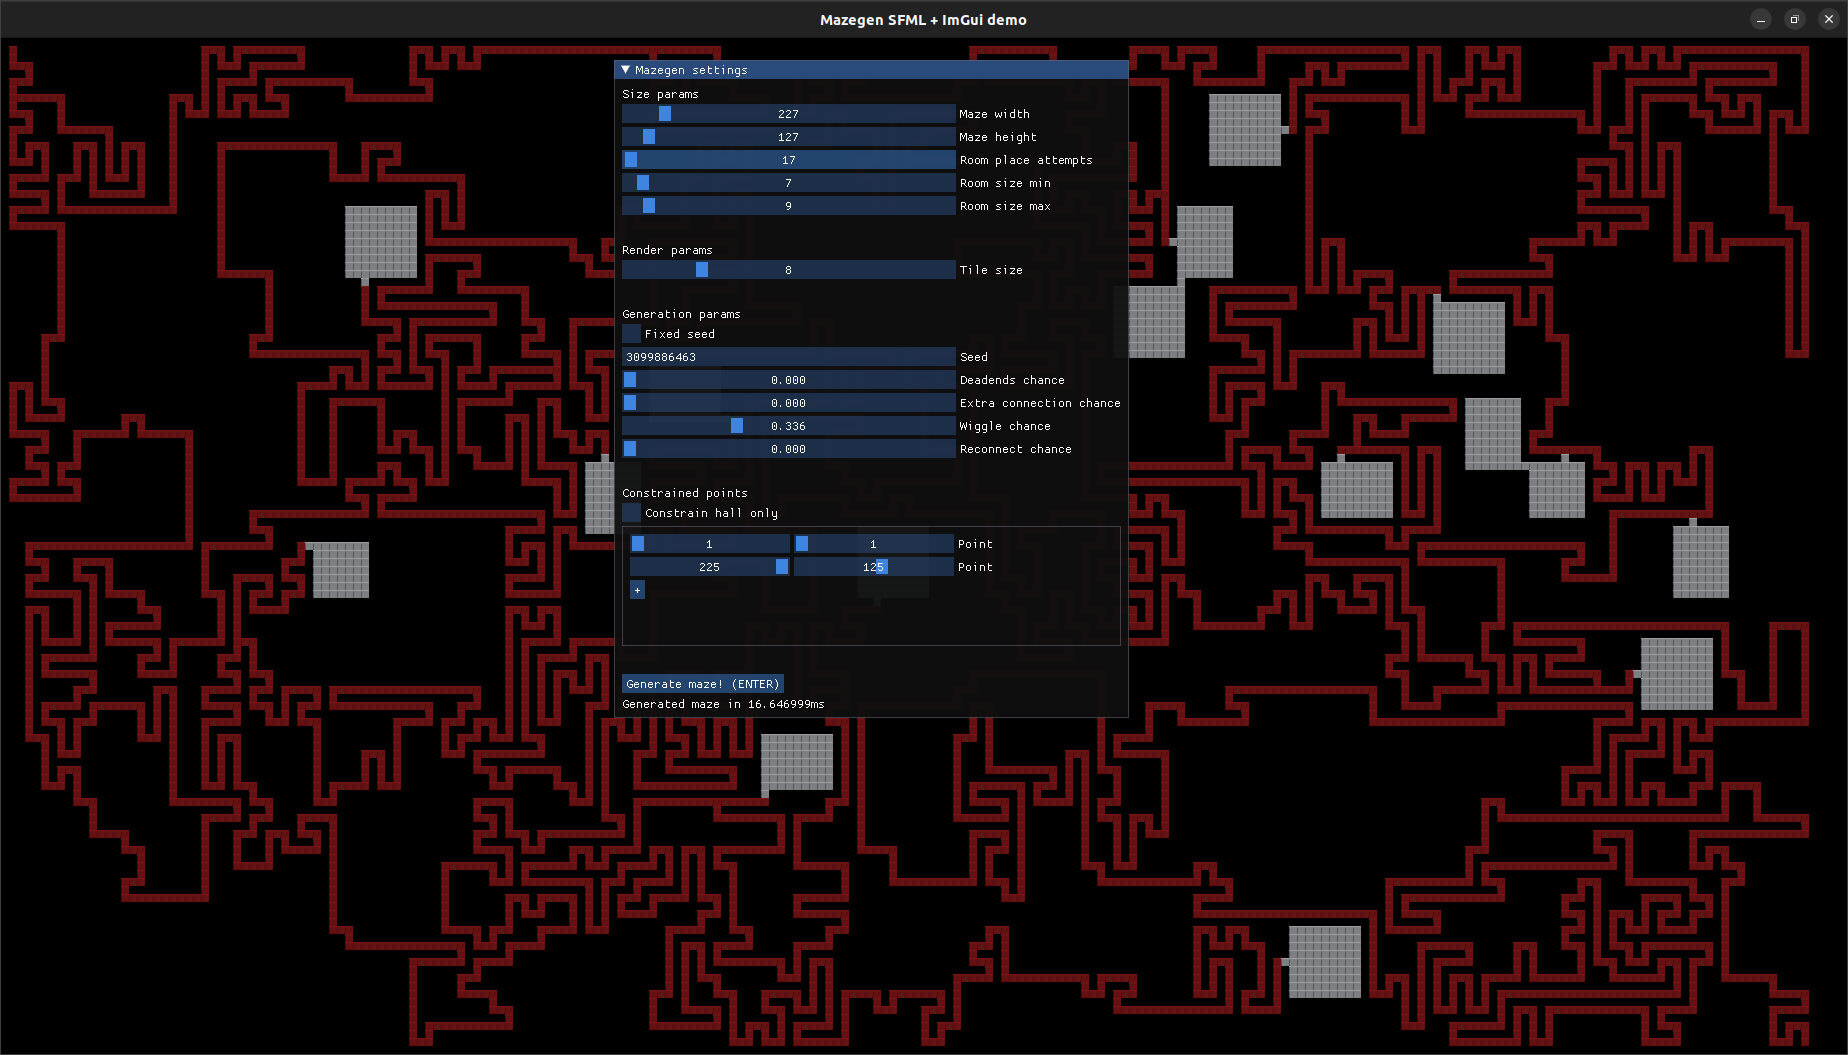 Mazegen SFML + ImGui demo
Mazegen settings
Size params
227 Maze width
127 Maze height
17 Room place attempts
7 Room size min
9 Room size max
Render params
8 Tile size
Generation params
Fixed seed
3099886463 Seed
0.000 Deadends chance
0.000 Extra connection chance
0.336 Wiggle chance
0.000 Reconnect chance
Constrained points
Constrain hall only
1 1 Point
225 125 Point
+
Generate maze! (ENTER)
Generated maze in 16.646999ms